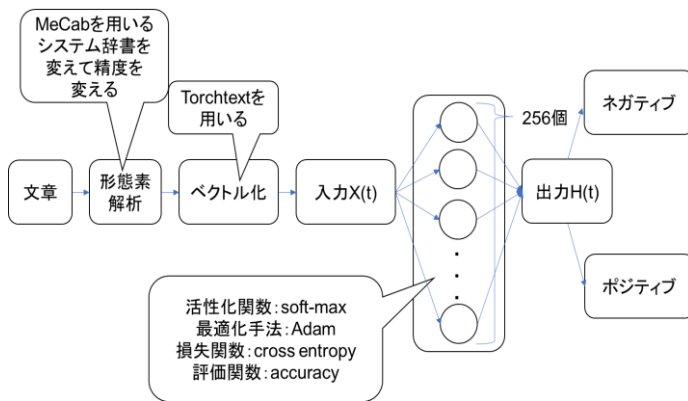 MeCabを用いる
システム辞書を
変えて精度を
変える
Torchtextを
用いる
文章
形態素
解析
ベクトル化
入力X(t)
256個
出力H(t)
ネガティブ
ポジティブ
活性化関数:soft-max
最適化手法:Adam
損失関数:cross entropy
評価関数:accuracy